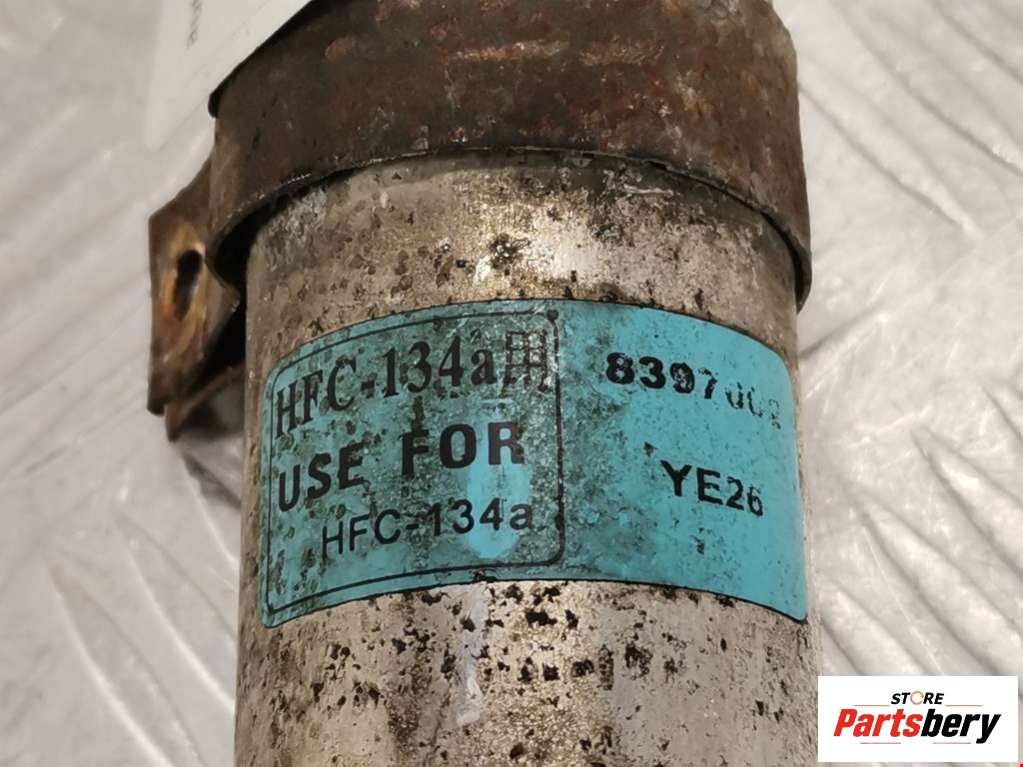 HFC-134a用
USE FOR
HFC-134a
YE26
STORE
Partsbery